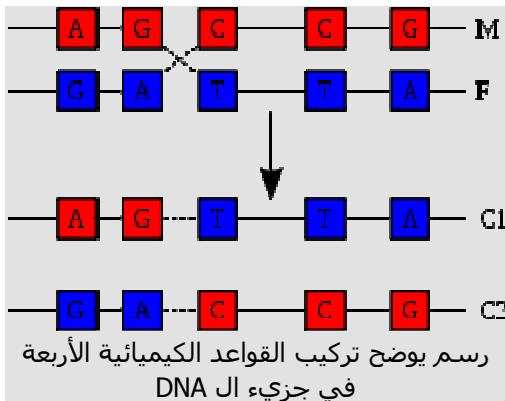 A G C C G M
G A T T A F
A G T T A C1
G A C C G C2
رسم يوضح تركيب القواعد الكيميائية الأربعة
في جزيء ال DNA